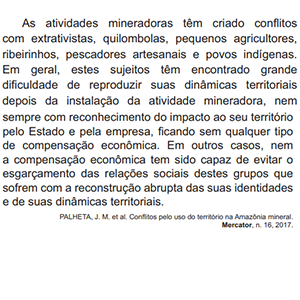 As atividades mineradoras têm criado conflitos
com extrativistas, quilombolas, pequenos agricultores,
ribeirinhos, pescadores artesanais e povos indígenas.
Em geral, estes sujeitos têm encontrado grande
dificuldade de reproduzir suas dinâmicas territoriais
depois da instalação da atividade mineradora, nem
sempre com reconhecimento do impacto ao seu território
pelo Estado e pela empresa, ficando sem qualquer tipo
de compensação econômica. Em outros casos, nem
a compensação econômica tem sido capaz de evitar o
esgarçamento das relações sociais destes grupos que
sofrem com a reconstrução abrupta das suas identidades
e de suas dinâmicas territoriais.
PALHETA, J. M. et al. Conflitos pelo uso do território na Amazônia mineral.
Mercator, n. 16, 2017.